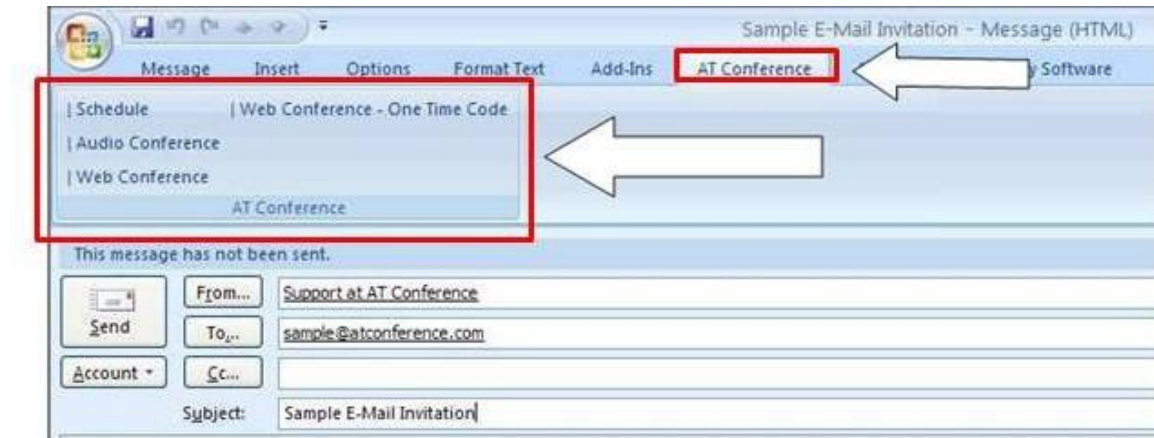 Sample E-Mail Invitation - Message (HTML)
Message Insert Options Format Text Add-Ins AT Conference Software
| Schedule | Web Conference - One Time Code
| Audio Conference
| Web Conference
AT Conference
This message has not been sent.
From... Support at AT Conference
Send
To... sample@atconference.com
Account Cc...
Subject: Sample E-Mail Invitation